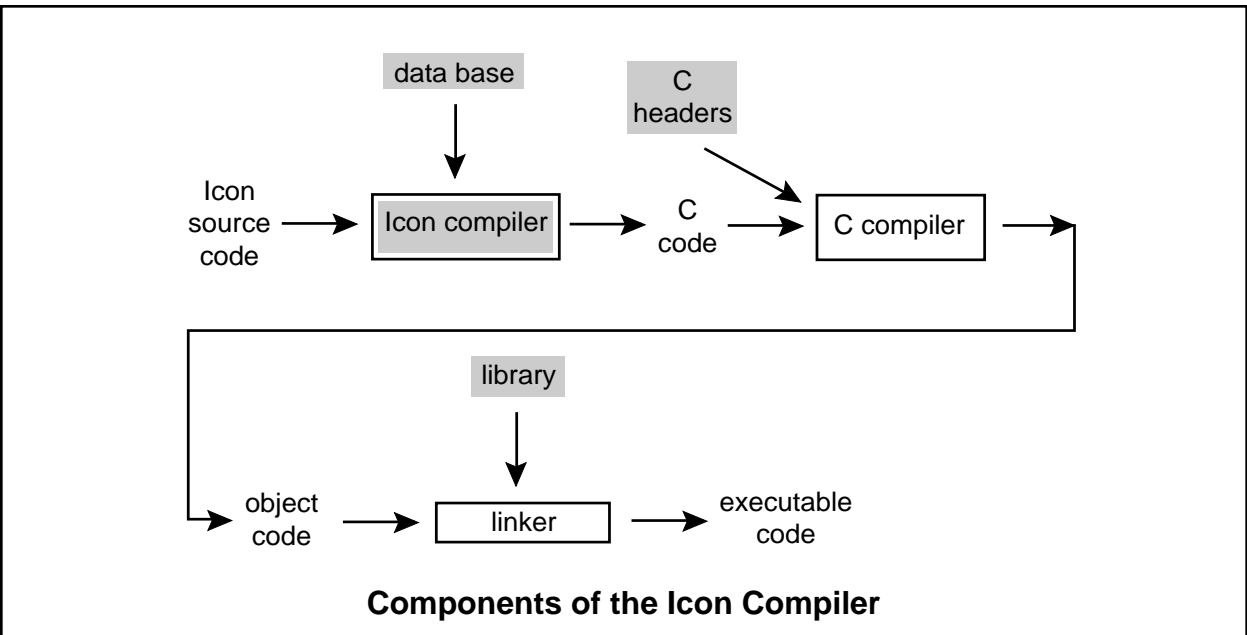 data base
C
headers
Icon
source
code
Icon compiler
C
code
C compiler
library
object
code
linker
executable
code
Components of the Icon Compiler